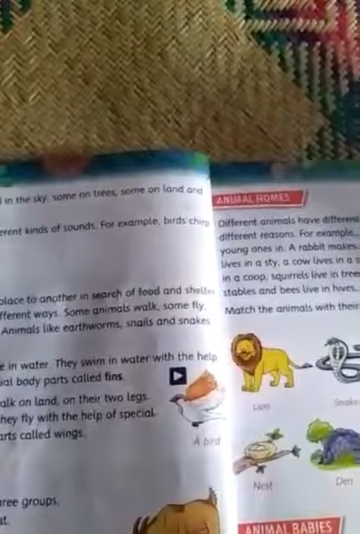 in the sky, some on trees, some on land and
erent kinds of sounds. For example, birds chirp
place to another in search of food and shelter
fferent ways. Some animals walk, some fly,
Animals like earthworms, snails and snakes
e in water. They swim in water with the help
ial body parts called fins.
alk on land, on their two legs.
hey fly with the help of special
arts called wings.
A bird
ree groups,
at.
ANIMAL HOMES
Different animals have different
different reasons. For example,
young ones in. A rabbit makes
lives in a sty, a cow lives in a s
in a coop, squirrels live in tree
stables and bees live in hives.
Match the animals with their
Lion
Snake
Nest
Den
ANIMAL BABIES